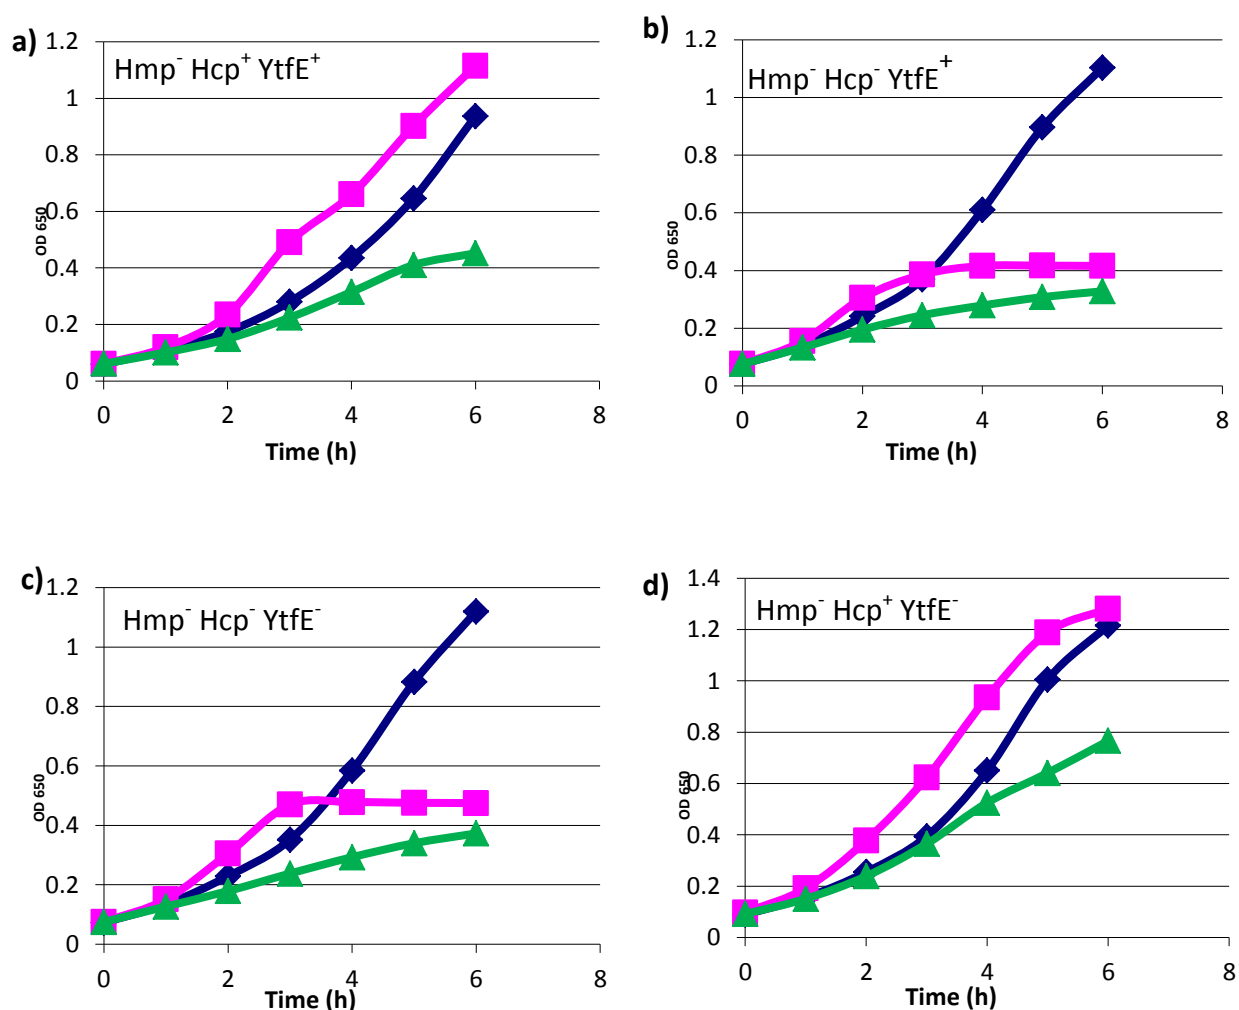 a)
Hmp⁻ Hcp⁺ YtfE⁺
1.2
1
0.8
0.6
0.4
0.2
0
OD 650
0 2 4 6 8
Time (h)
b)
Hmp⁻ Hcp⁻ YtfE⁺
1.2
1
0.8
0.6
0.4
0.2
0
OD 650
0 2 4 6 8
Time (h)
c)
Hmp⁻ Hcp⁻ YtfE⁻
1.2
1
0.8
0.6
0.4
0.2
0
OD 650
0 2 4 6 8
Time (h)
d)
Hmp⁻ Hcp⁺ YtfE⁻
1.4
1.2
1
0.8
0.6
0.4
0.2
0
OD 650
0 2 4 6 8
Time (h)